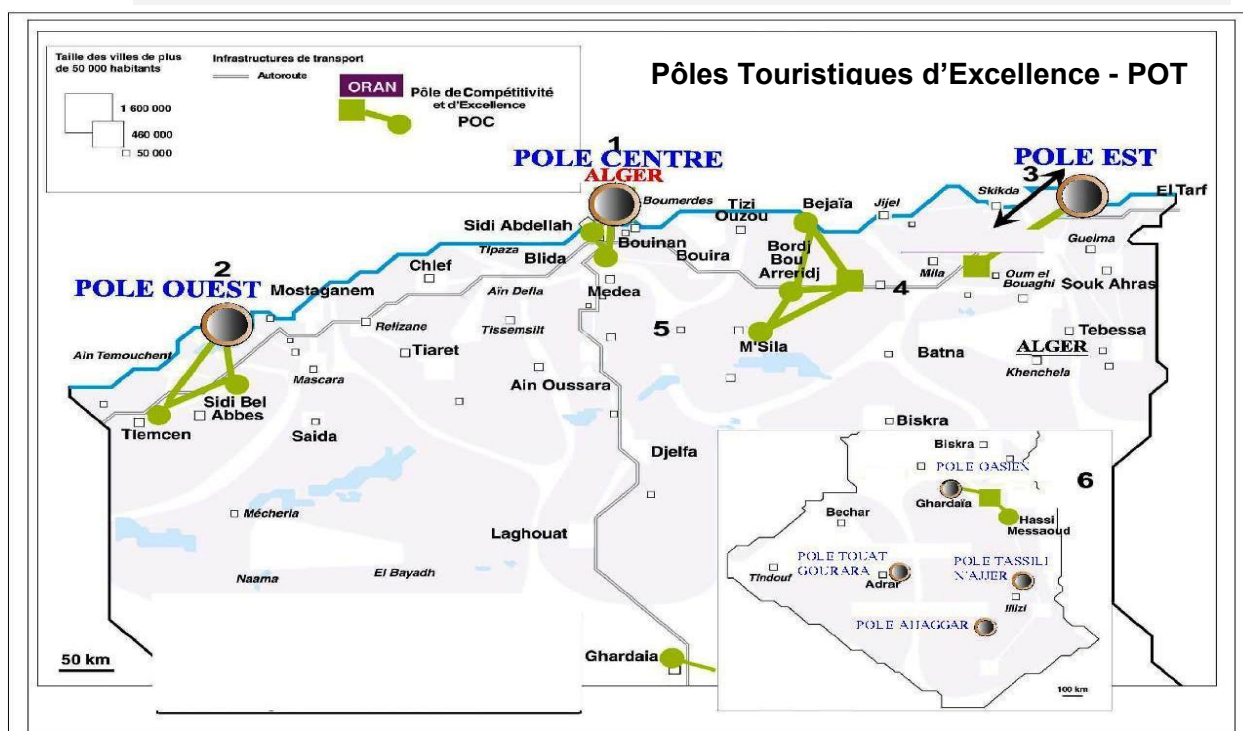 Taille des villes de plus
de 50 000 habitants
1 600 000
460 000
50 000
Infrastructures de transport
Autoroute
ORAN
Pôle de Compétitivité
et d'Excellence
POC
Pôles Touristiques d'Excellence - POT
1
POLE CENTRE
ALGER
POLE EST
3
Skikda
El Tarf
Boumerdes
Tizi
Ouzou
Bejaïa
Jijel
Sidi Abdellah
Bouinan
Guelma
Tipaza
Blida
Bouira
Bordj
Bou
Arreridj
Mila
Oum el
Bouaghi
Souk Ahras
2
POLE OUEST
Mostaganem
Chlef
Aïn Defla
Medea
4
Relizane
Tissemsilt
5
M'Sila
Tebessa
Ain Temouchent
Tiaret
Batna
ALGER
Khenchela
Mascara
Ain Oussara
Sidi Bel
Abbes
Tlemcen
Saida
Biskra
Djelfa
Mécheria
Laghouat
Naama
El Bayadh
Ghardaia
50 km
Biskra
POLE OASIEN
6
Ghardaïa
Hassi
Messaoud
Bechar
POLE TOUAT
GOURARA
Adrar
POLE TASSILI
N'AJJER
Tindouf
Illizi
POLE AHAGGAR
100 km